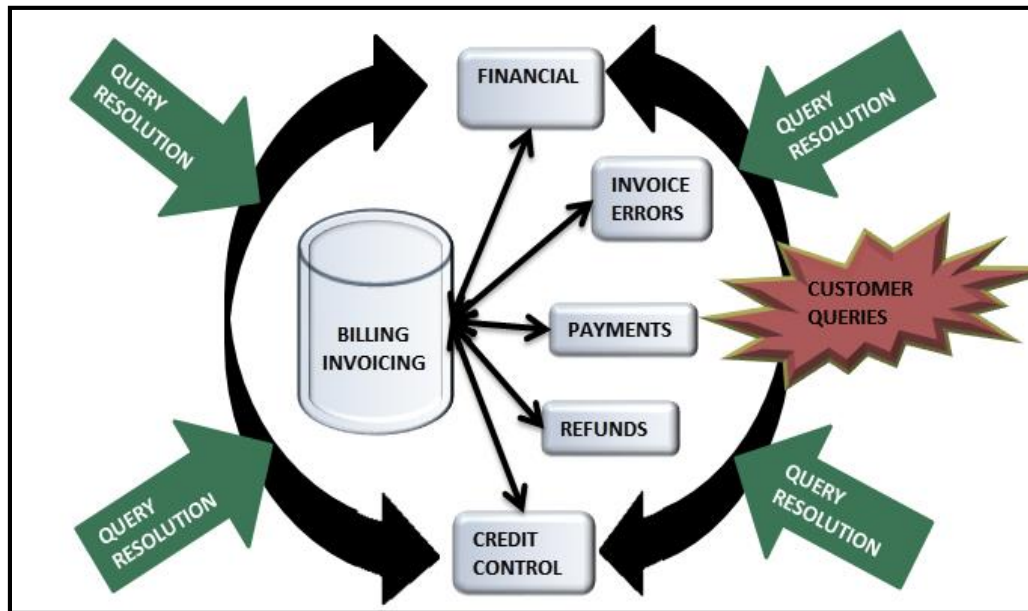 QUERY
RESOLUTION
FINANCIAL
QUERY
RESOLUTION
INVOICE
ERRORS
CUSTOMER
QUERIES
BILLING
INVOICING
PAYMENTS
REFUNDS
QUERY
RESOLUTION
CREDIT
CONTROL
QUERY
RESOLUTION